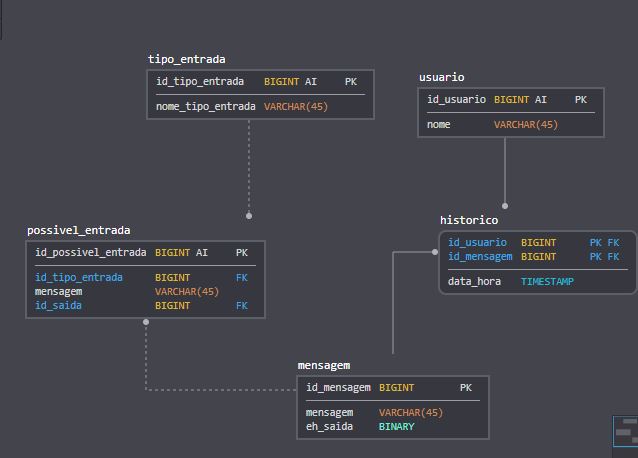 tipo_entrada
id_tipo_entrada BIGINT AI PK
nome_tipo_entrada VARCHAR(45)
usuario
id_usuario BIGINT AI PK
nome VARCHAR(45)
possivel_entrada
id_possivel_entrada BIGINT AI PK
id_tipo_entrada BIGINT FK
mensagem VARCHAR(45)
id_saida BIGINT FK
historico
id_usuario BIGINT PK FK
id_mensagem BIGINT PK FK
data_hora TIMESTAMP
mensagem
id_mensagem BIGINT PK
mensagem VARCHAR(45)
eh_saida BINARY